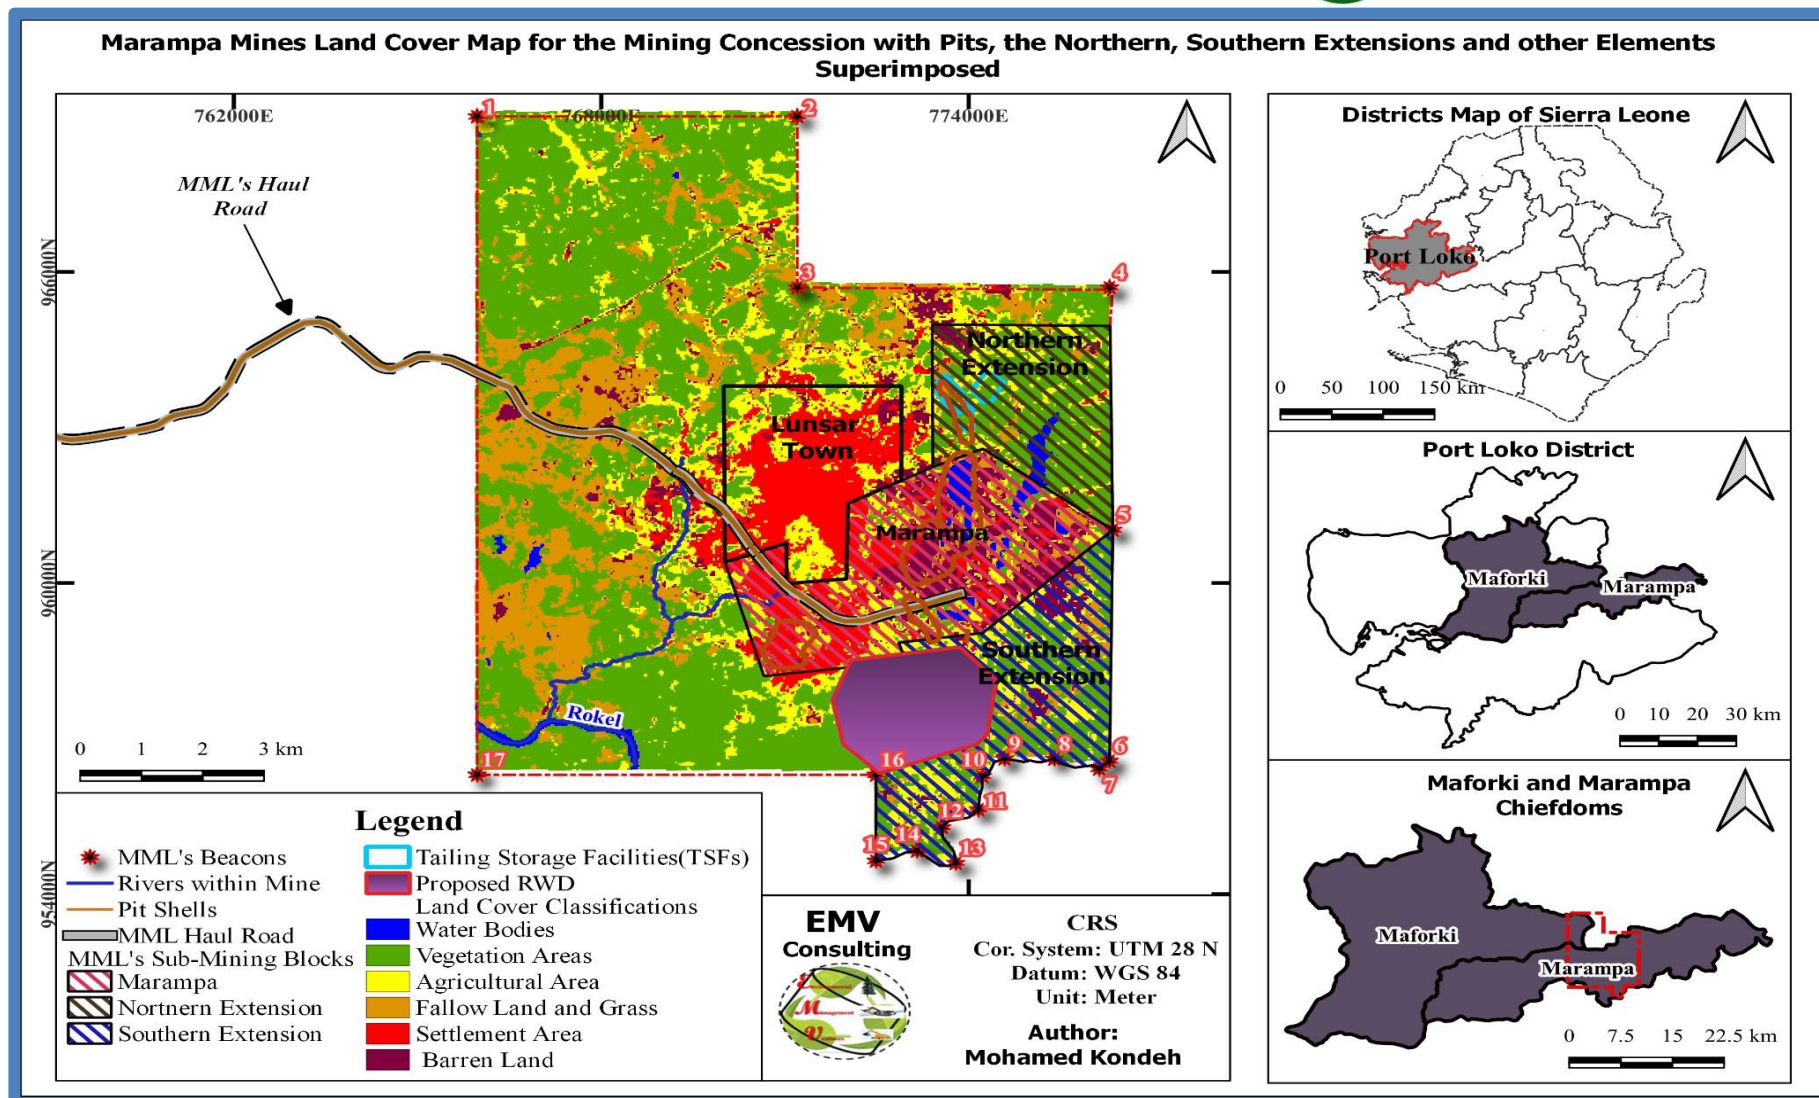 Marampa Mines Land Cover Map for the Mining Concession with Pits, the Northern, Southern Extensions and other Elements
Superimposed
762000E
768000E
774000E
966000N
960000N
954000N
1
2
3
4
5
6
7
8
9
10
11
12
13
14
15
16
17
MML's Haul
Road
Northern
Extension
Lunsar
Town
Marampa
Southern
Extension
Rokel
0 1 2 3 km
Legend
MML's Beacons
Rivers within Mine
Pit Shells
MML Haul Road
MML's Sub-Mining Blocks
Marampa
Nortnern Extension
Southern Extension
Tailing Storage Facilities(TSFs)
Proposed RWD
Land Cover Classifications
Water Bodies
Vegetation Areas
Agricultural Area
Fallow Land and Grass
Settlement Area
Barren Land
EMV
Consulting
Environmental
Management
CRS
Cor. System: UTM 28 N
Datum: WGS 84
Unit: Meter
Author:
Mohamed Kondeh
Districts Map of Sierra Leone
Port Loko
0 50 100 150 km
Port Loko District
Maforki
Marampa
0 10 20 30 km
Maforki and Marampa
Chiefdoms
Maforki
Marampa
0 7.5 15 22.5 km